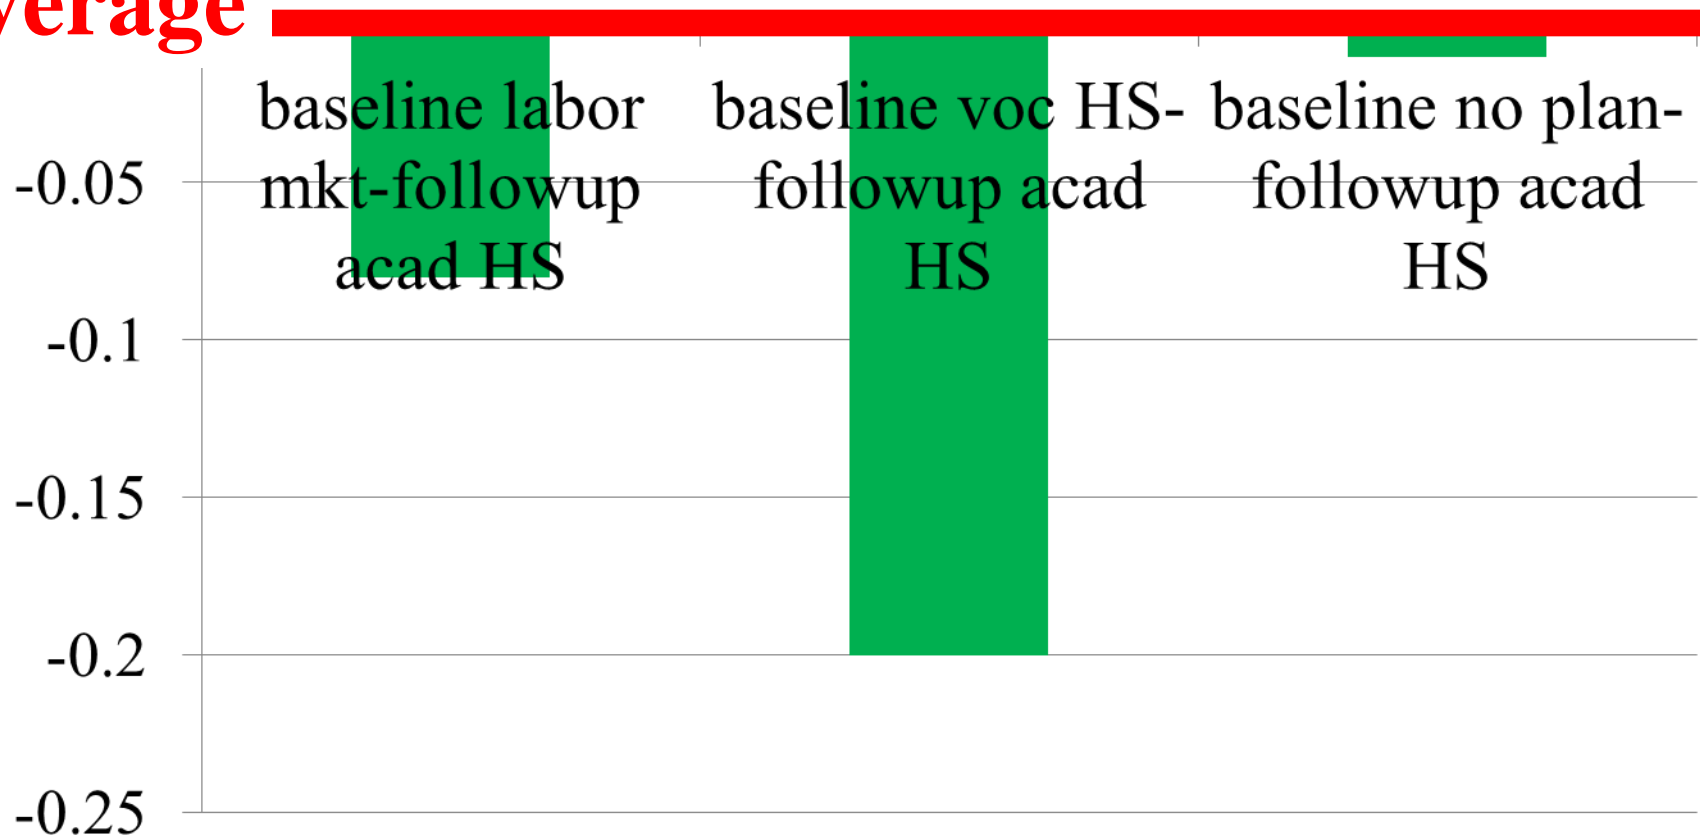 baseline labor
mkt-followup
acad HS
baseline voc HS-
followup acad
HS
baseline no plan-
followup acad
HS
-0.05
-0.1
-0.15
-0.2
-0.25